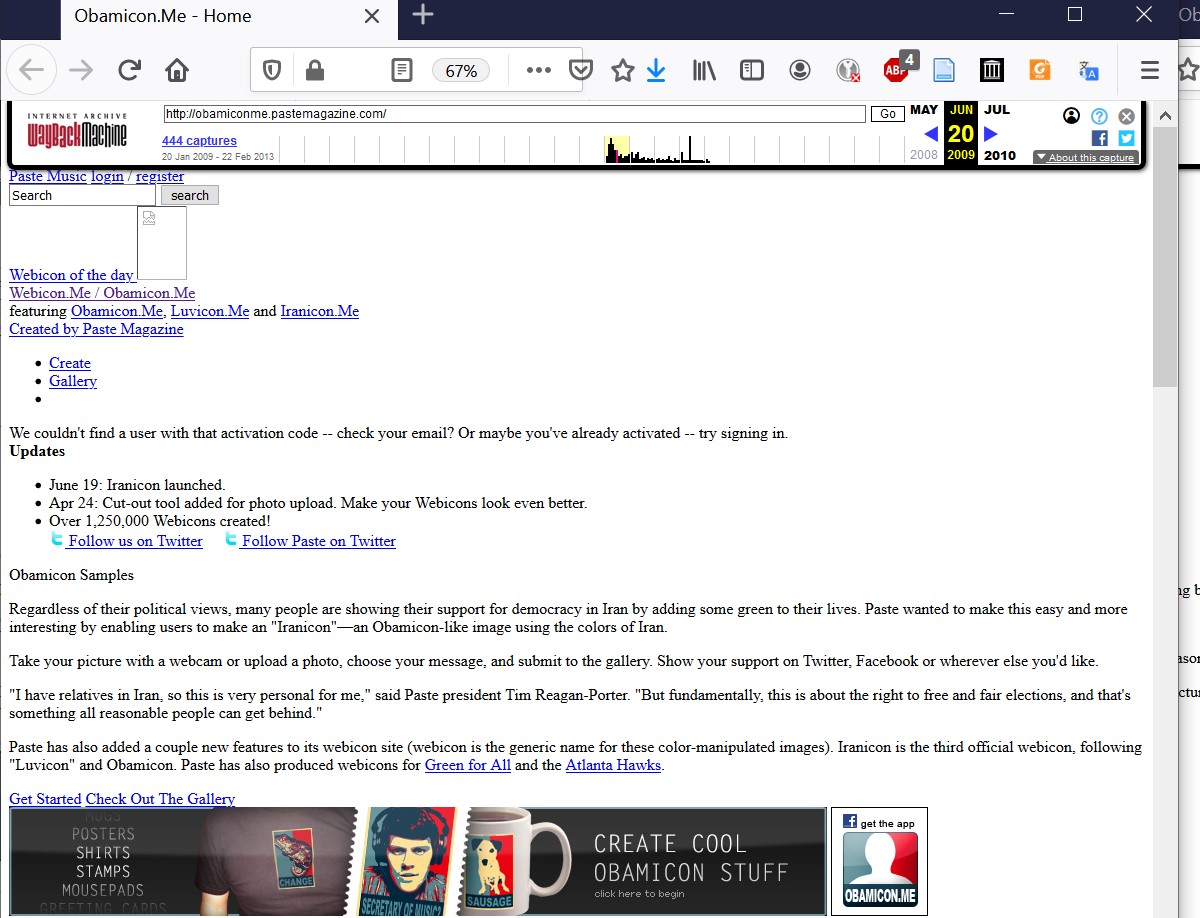 Obamicon.Me - Home
67%
4
ABP
INTERNET ARCHIVE
WayBackMachine
http://obamiconme.pastemagazine.com/
Go
MAY JUN JUL
444 captures
20
20 Jan 2009 - 22 Feb 2013
2008 2009 2010
About this capture
Paste Music login / register
Search search
Webicon of the day
Webicon.Me / Obamicon.Me
featuring Obamicon.Me, Luvicon.Me and Iranicon.Me
Created by Paste Magazine
Create
Gallery
We couldn't find a user with that activation code -- check your email? Or maybe you've already activated -- try signing in.
Updates
June 19: Iranicon launched.
Apr 24: Cut-out tool added for photo upload. Make your Webicons look even better.
Over 1,250,000 Webicons created!
Follow us on Twitter Follow Paste on Twitter
Obamicon Samples
Regardless of their political views, many people are showing their support for democracy in Iran by adding some green to their lives. Paste wanted to make this easy and more
interesting by enabling users to make an "Iranicon"—an Obamicon-like image using the colors of Iran.
Take your picture with a webcam or upload a photo, choose your message, and submit to the gallery. Show your support on Twitter, Facebook or wherever else you'd like.
"I have relatives in Iran, so this is very personal for me," said Paste president Tim Reagan-Porter. "But fundamentally, this is about the right to free and fair elections, and that's
something all reasonable people can get behind."
Paste has also added a couple new features to its webicon site (webicon is the generic name for these color-manipulated images). Iranicon is the third official webicon, following
"Luvicon" and Obamicon. Paste has also produced webicons for Green for All and the Atlanta Hawks.
Get Started Check Out The Gallery
MUGS
POSTERS
SHIRTS
STAMPS
MOUSEPADS
GREETING CARDS
CHANGE
SECRETARY OF MUSIC?
SAUSAGE
CREATE COOL
OBAMICON STUFF
click here to begin
get the app
OBAMICON.ME